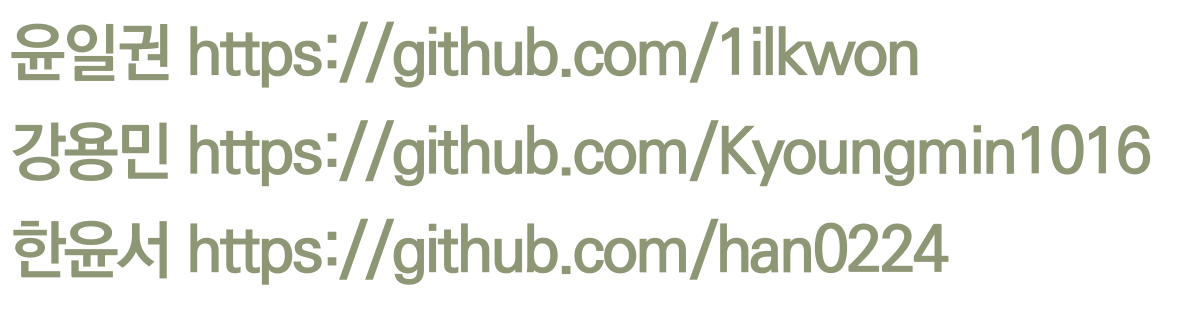 윤일권 https://github.com/1ilkwon
강용민 https://github.com/Kyoungmin1016
한윤서 https://github.com/han0224